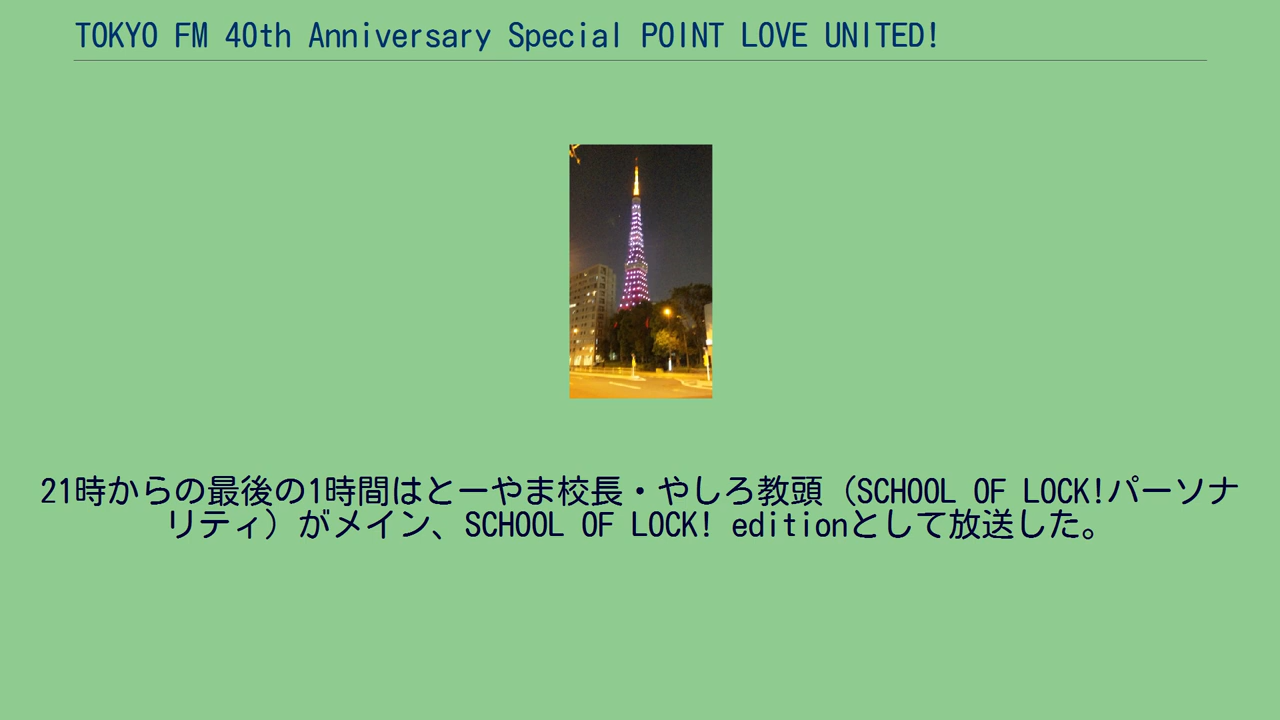 TOKYO FM 40th Anniversary Special POINT LOVE UNITED!
21時からの最後の1時間はとーやま校長・やしろ教頭（SCHOOL OF LOCK!パーソナ
リティ）がメイン、SCHOOL OF LOCK! editionとして放送した。